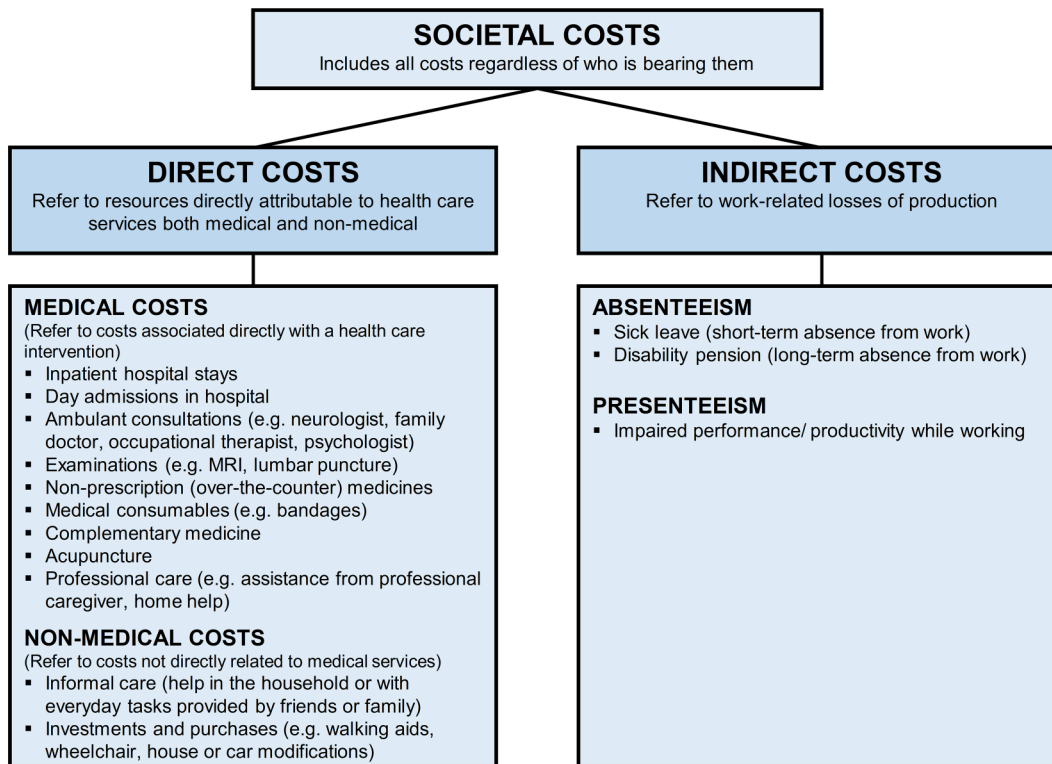 SOCIETAL COSTS
Includes all costs regardless of who is bearing them
DIRECT COSTS
Refer to resources directly attributable to health care
services both medical and non-medical
MEDICAL COSTS
(Refer to costs associated directly with a health care
intervention)
▪ Inpatient hospital stays
▪ Day admissions in hospital
▪ Ambulant consultations (e.g. neurologist, family
doctor, occupational therapist, psychologist)
▪ Examinations (e.g. MRI, lumbar puncture)
▪ Non-prescription (over-the-counter) medicines
▪ Medical consumables (e.g. bandages)
▪ Complementary medicine
▪ Acupuncture
▪ Professional care (e.g. assistance from professional
caregiver, home help)
NON-MEDICAL COSTS
(Refer to costs not directly related to medical services)
▪ Informal care (help in the household or with
everyday tasks provided by friends or family)
▪ Investments and purchases (e.g. walking aids,
wheelchair, house or car modifications)
INDIRECT COSTS
Refer to work-related losses of production
ABSENTEEISM
▪ Sick leave (short-term absence from work)
▪ Disability pension (long-term absence from work)
PRESENTEEISM
▪ Impaired performance/ productivity while working